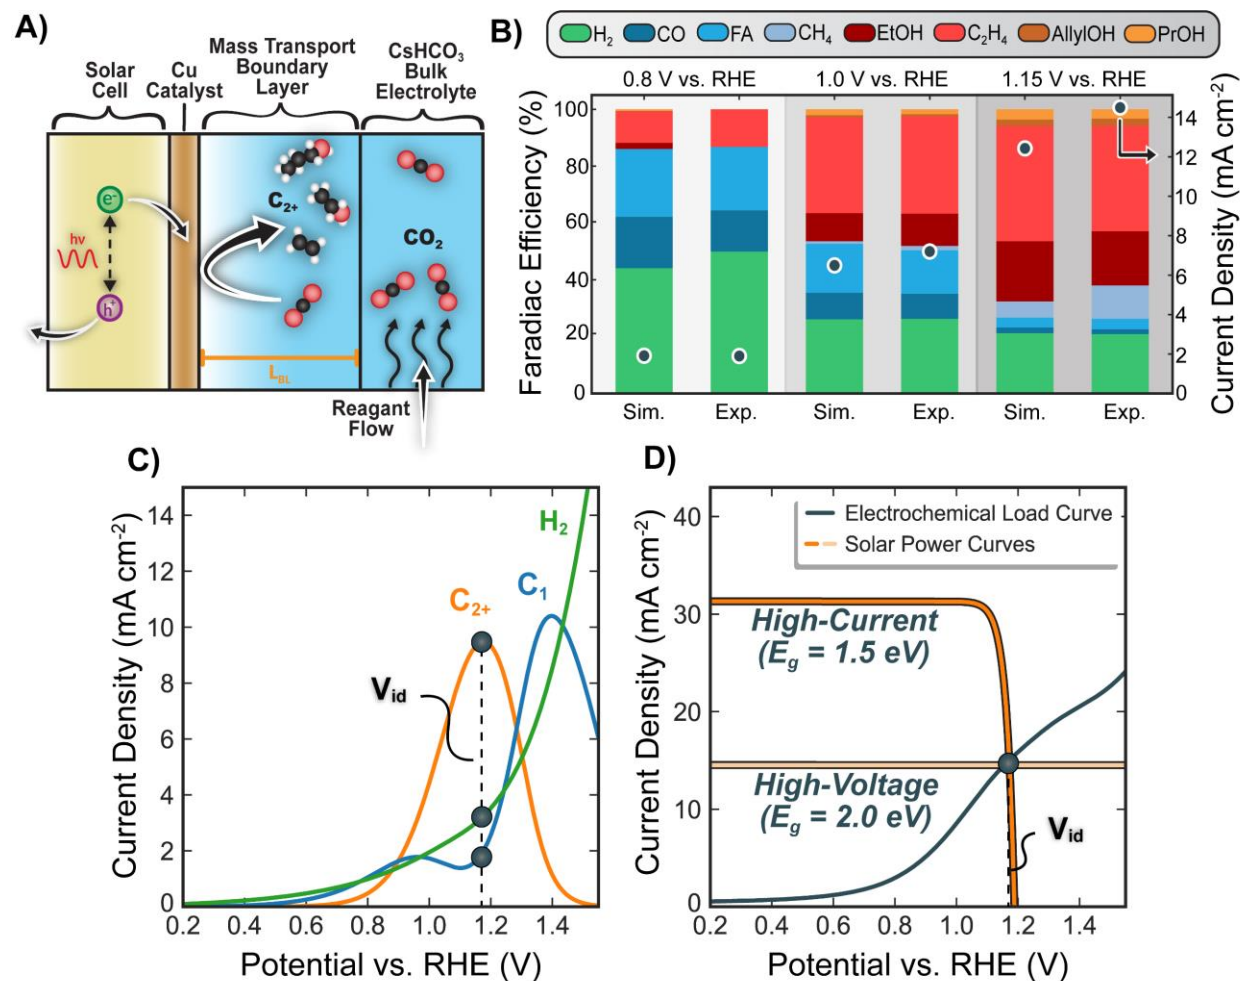 A)
Solar
Cell
Cu
Catalyst
Mass Transport
Boundary
Layer
CsHCO₃
Bulk
Electrolyte
e⁻
hν
h⁺
C₂₊
CO₂
L_BL
Reagent
Flow
B)
H₂ CO FA CH₄ EtOH C₂H₄ AllylOH PrOH
0.8 V vs. RHE 1.0 V vs. RHE 1.15 V vs. RHE
Faradiac Efficiency (%)
100
80
60
40
20
0
Sim. Exp. Sim. Exp. Sim. Exp.
14
12
10
8
6
4
2
0
Current Density (mA cm⁻²)
C)
Current Density (mA cm⁻²)
14
12
10
8
6
4
2
0
H₂
C₁
C₂₊
V_id
0.2 0.4 0.6 0.8 1.0 1.2 1.4
Potential vs. RHE (V)
D)
Current Density (mA cm⁻²)
40
30
20
10
0
Electrochemical Load Curve
Solar Power Curves
High-Current
(E_g = 1.5 eV)
High-Voltage
(E_g = 2.0 eV)
V_id
0.2 0.4 0.6 0.8 1.0 1.2 1.4
Potential vs. RHE (V)